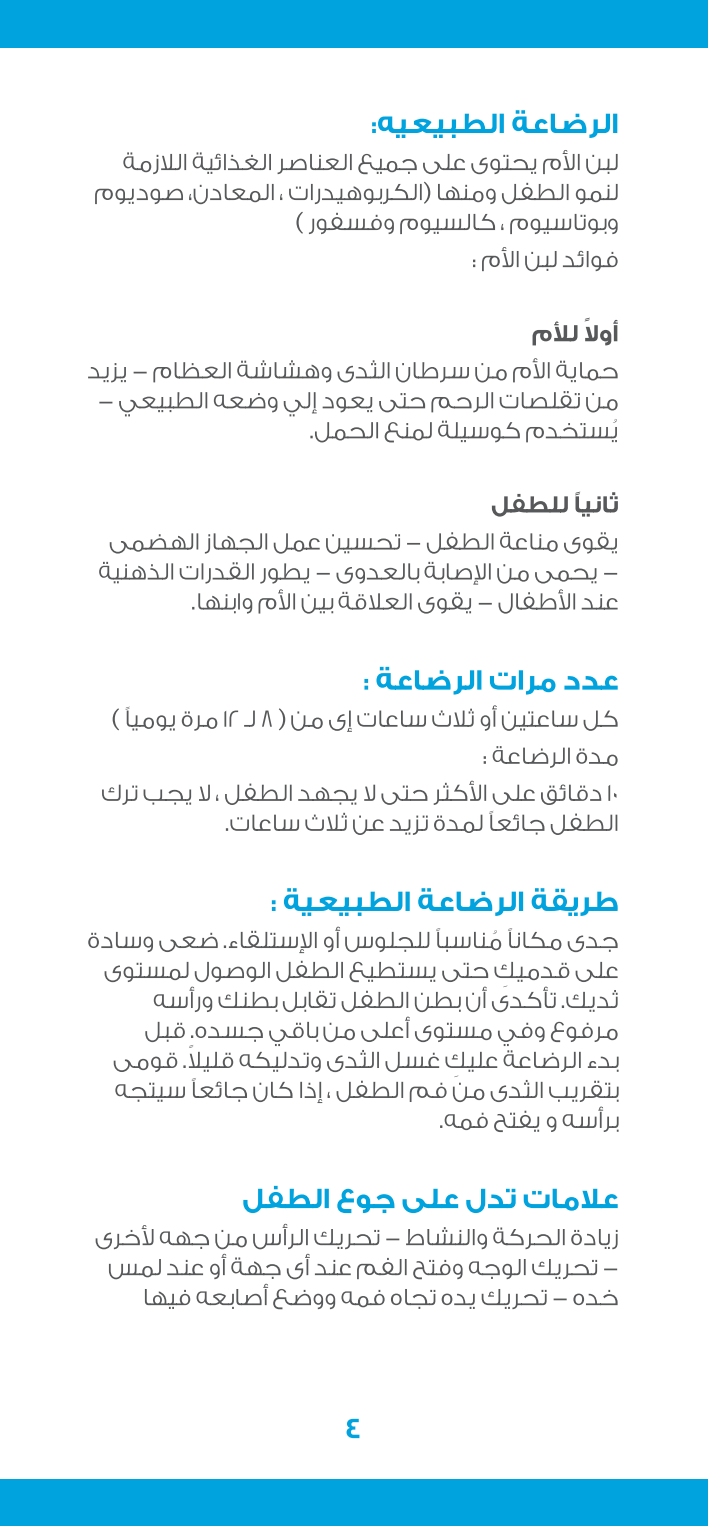 الرضاعة الطبيعيه:
لبن الأم يحتوى على جميع العناصر الغذائية اللازمة
لنمو الطفل ومنها (الكربوهيدرات ، المعادن، صوديوم
وبوتاسيوم ، كالسيوم وفسفور )
فوائد لبن الأم :
أولاً للأم
حماية الأم من سرطان الثدى وهشاشة العظام – يزيد
من تقلصات الرحم حتى يعود إلي وضعه الطبيعي –
يُستخدم كوسيلة لمنع الحمل.
ثانياً للطفل
يقوى مناعة الطفل – تحسين عمل الجهاز الهضمى
– يحمى من الإصابة بالعدوى – يطور القدرات الذهنية
عند الأطفال – يقوى العلاقة بين الأم وابنها.
عدد مرات الرضاعة :
كل ساعتين أو ثلاث ساعات إى من ( ٨ لـ ١٢ مرة يومياً )
مدة الرضاعة :
١٠ دقائق على الأكثر حتى لا يجهد الطفل ، لا يجب ترك
الطفل جائعاً لمدة تزيد عن ثلاث ساعات.
طريقة الرضاعة الطبيعية :
جدى مكاناً مُناسباً للجلوس أو الإستلقاء. ضعى وسادة
على قدميكِ حتى يستطيع الطفل الوصول لمستوى
ثديك. تأكدى أن بطن الطفل تقابل بطنك ورأسه
مرفوع وفي مستوى أعلى من باقي جسده. قبل
بدء الرضاعة عليكِ غسل الثدى وتدليكه قليلاً. قومى
بتقريب الثدى من فم الطفل ، إذا كان جائعاً سيتجه
برأسه و يفتح فمه.
علامات تدل على جوع الطفل
زيادة الحركة والنشاط – تحريك الرأس من جهه لأخرى
– تحريك الوجه وفتح الفم عند أى جهة أو عند لمس
خده – تحريك يده تجاه فمه ووضع أصابعه فيها
٤